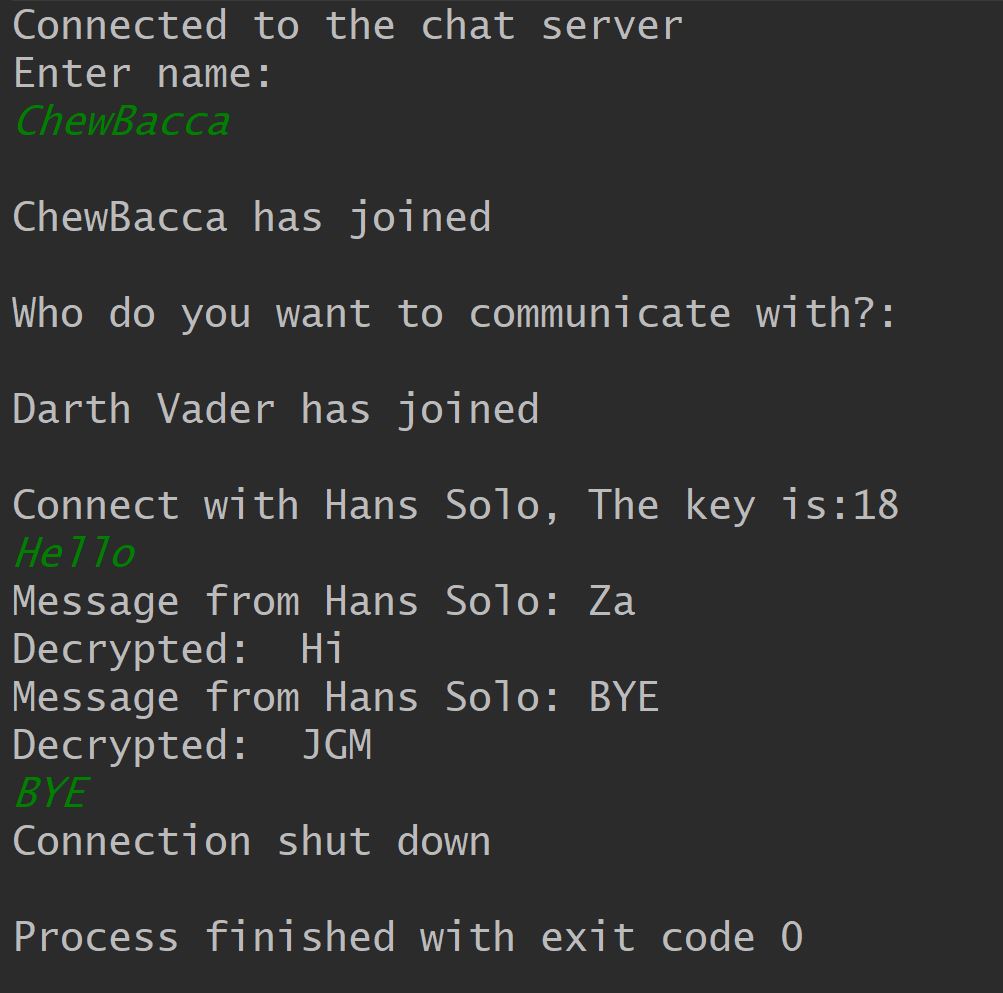 Connected to the chat server
Enter name:
ChewBacca
ChewBacca has joined
Who do you want to communicate with?:
Darth Vader has joined
Connect with Hans Solo, The key is:18
Hello
Message from Hans Solo: Za
Decrypted:  Hi
Message from Hans Solo: BYE
Decrypted:  JGM
BYE
Connection shut down
Process finished with exit code 0